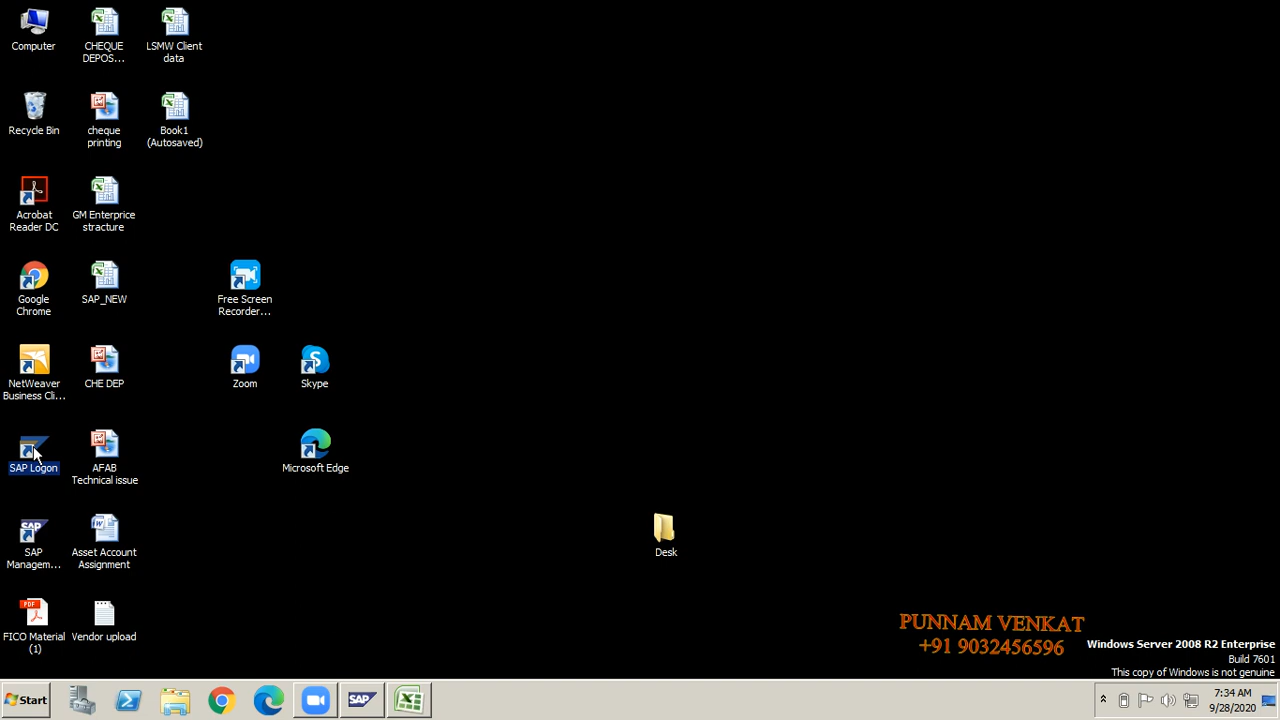 Computer
CHEQUE
DEPOS...
LSMW Client
data
Recycle Bin
cheque
printing
Book1
(Autosaved)
Acrobat
Reader DC
GM Enterprice
stracture
Google
Chrome
SAP_NEW
Free Screen
Recorder...
NetWeaver
Business Cli...
CHE DEP
Zoom
Skype
SAP Logon
AFAB
Technical issue
Microsoft Edge
SAP
SAP
Managem...
Asset Account
Assignment
Desk
PDF
FICO Material
(1)
Vendor upload
PUNNAM VENKAT
+91 9032456596
Windows Server 2008 R2 Enterprise
Build 7601
This copy of Windows is not genuine
Start
SAP
7:34 AM
9/28/2020